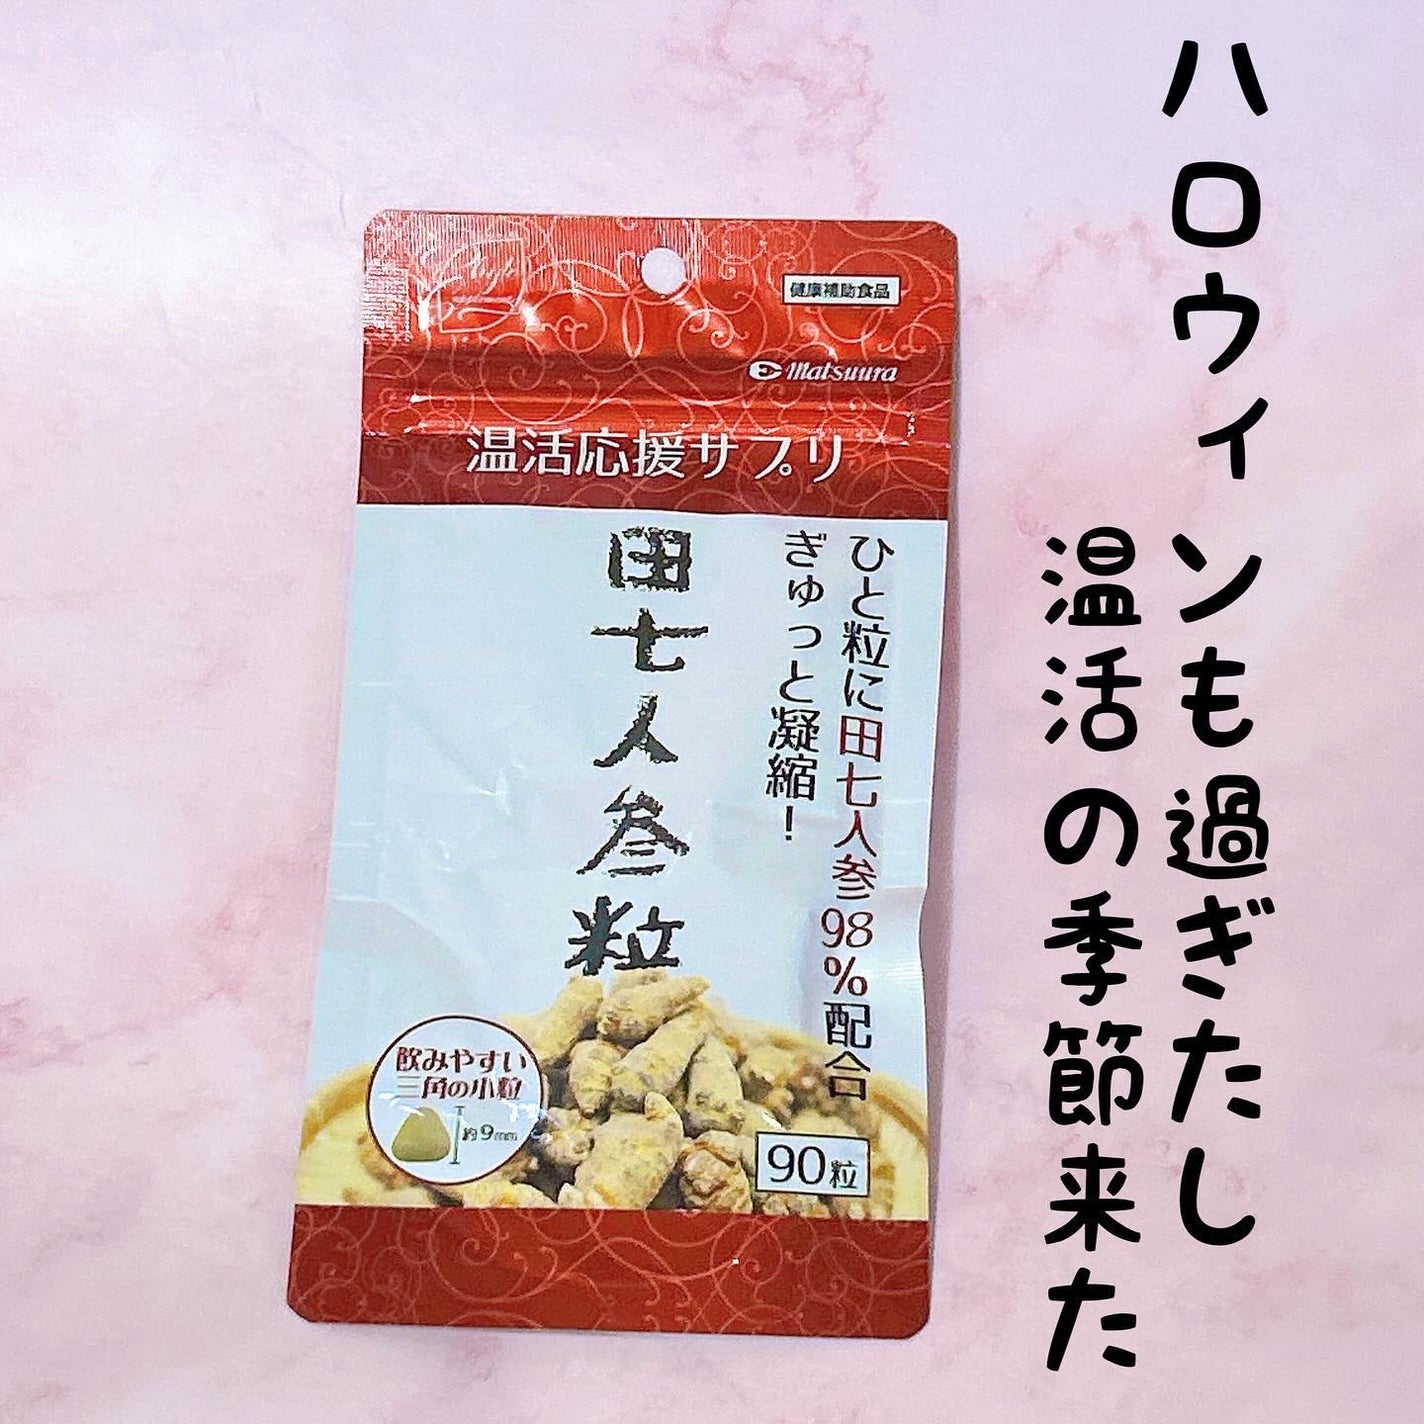 ハロウィンも過ぎたし
温活の季節来た
健康補助食品
matsuura
温活応援サプリ
ひと粒に田七人参98%配合
ぎゅっと凝縮!
田七人参粒
飲みやすい
三角の小粒
約9mm
90粒